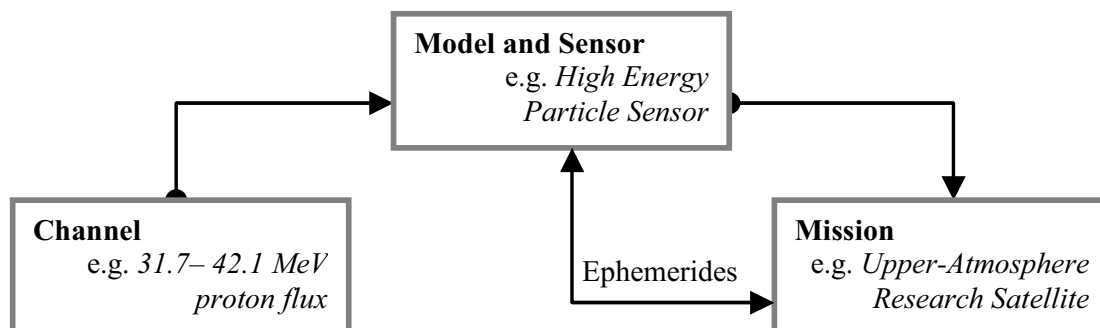 Model and Sensor
e.g. High Energy
Particle Sensor
Channel
e.g. 31.7– 42.1 MeV
proton flux
Ephemerides
Mission
e.g. Upper-Atmosphere
Research Satellite